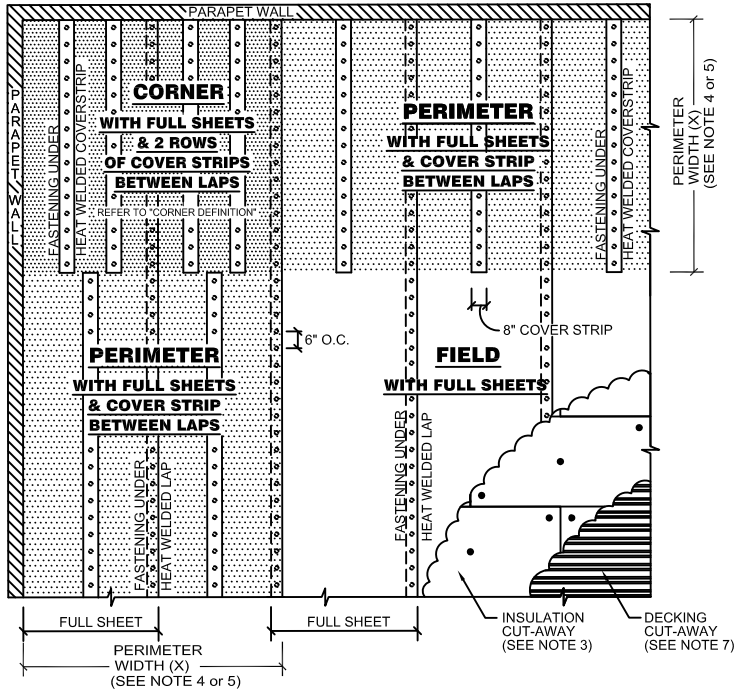 PARAPET WALL
PARAPET WALL
FASTENING UNDER
HEAT WELDED COVERSTRIP
CORNER
WITH FULL SHEETS
& 2 ROWS
OF COVER STRIPS
BETWEEN LAPS
REFER TO "CORNER DEFINITION"
PERIMETER
WITH FULL SHEETS
& COVER STRIP
BETWEEN LAPS
FASTENING UNDER
HEAT WELDED COVERSTRIP
PERIMETER
WIDTH (X)
(SEE NOTE 4 or 5)
8" COVER STRIP
6" O.C.
PERIMETER
WITH FULL SHEETS
& COVER STRIP
BETWEEN LAPS
FIELD
WITH FULL SHEETS
FASTENING UNDER
HEAT WELDED LAP
FASTENING UNDER
HEAT WELDED LAP
FULL SHEET
FULL SHEET
INSULATION
CUT-AWAY
(SEE NOTE 3)
DECKING
CUT-AWAY
(SEE NOTE 7)
PERIMETER
WIDTH (X)
(SEE NOTE 4 or 5)